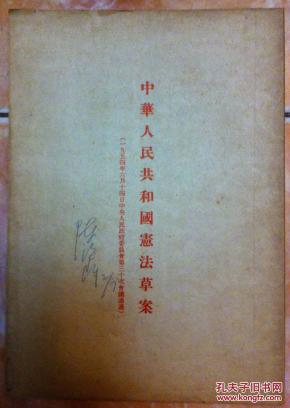 中華人民共和國憲法草案
(一九五四年六月十四日中央人民政府委員會第三十次會議通過)
孔夫子旧书网